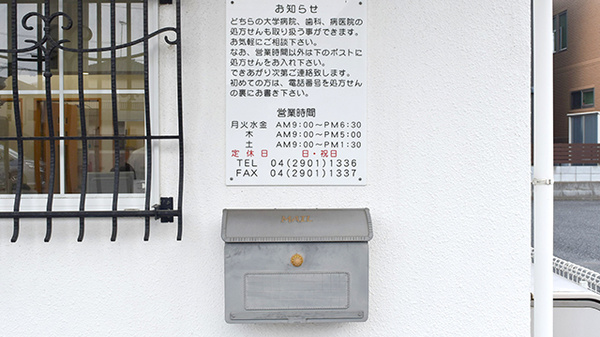 お知らせ
どちらの大学病院、歯科、病医院の
処方せんも取り扱う事ができます。
お気軽にご相談下さい。
なお、営業時間以外は下のポストに
処方せんをお入れ下さい。
できあがり次第ご連絡致します。
初めての方は、電話番号を処方せん
の裏にお書き下さい。
営業時間
月火水金 AM9:00〜PM6:30
木 AM9:00〜PM5:00
土 AM9:00〜PM1:30
定休日 日・祝日
TEL 04(2901)1336
FAX 04(2901)1337